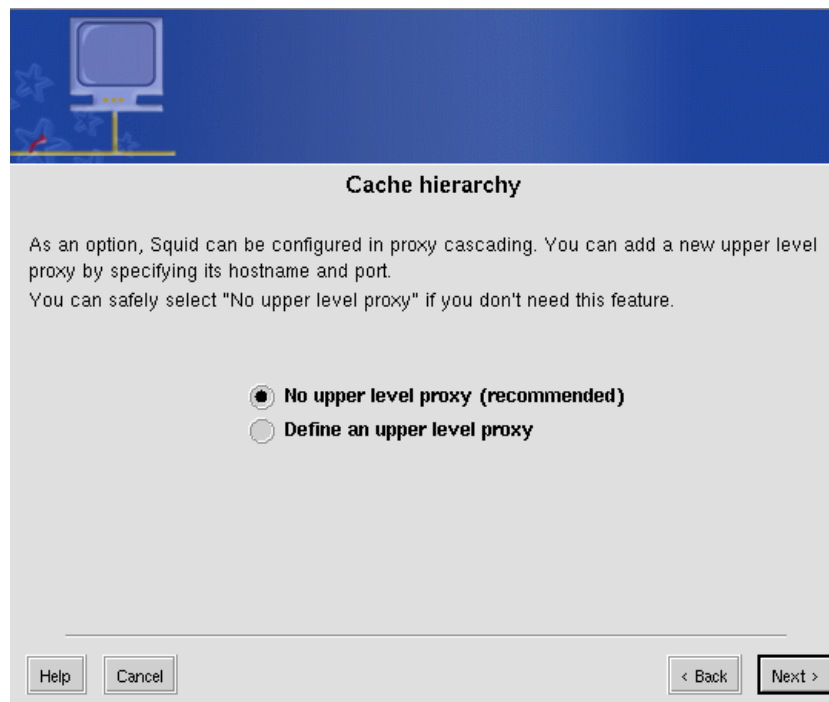 Cache hierarchy
As an option, Squid can be configured in proxy cascading. You can add a new upper level
proxy by specifying its hostname and port.
You can safely select "No upper level proxy" if you don't need this feature.
No upper level proxy (recommended)
Define an upper level proxy
Help
Cancel
< Back
Next >